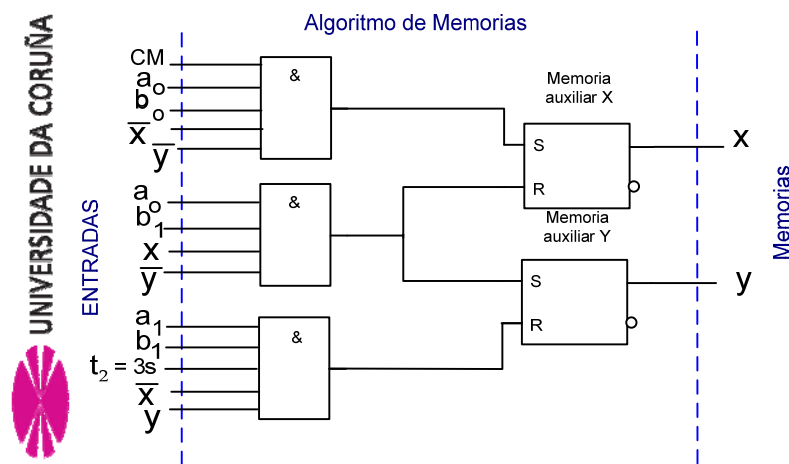 Algoritmo de Memorias
UNIVERSIDADE DA CORUÑA
ENTRADAS
CM
a₀
b₀
x̅
y̅
&
a₀
b₁
x
y̅
&
a₁
b₁
t₂ = 3s
x̅
y
&
Memoria
auxiliar X
S
R
Memoria
auxiliar Y
S
R
x
y
Memorias